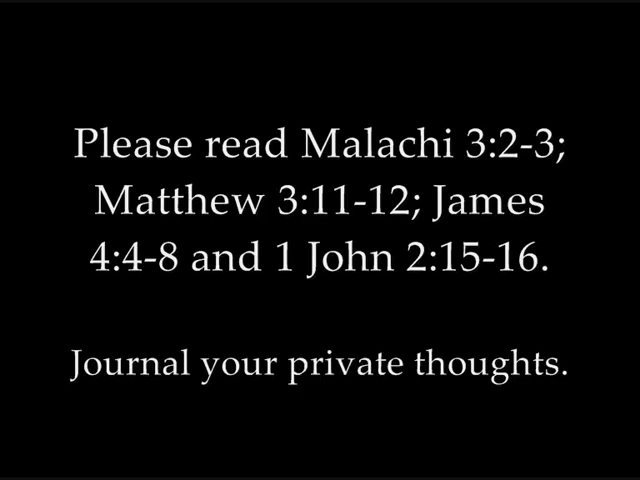 Please read Malachi 3:2-3;
Matthew 3:11-12; James
4:4-8 and 1 John 2:15-16.
Journal your private thoughts.